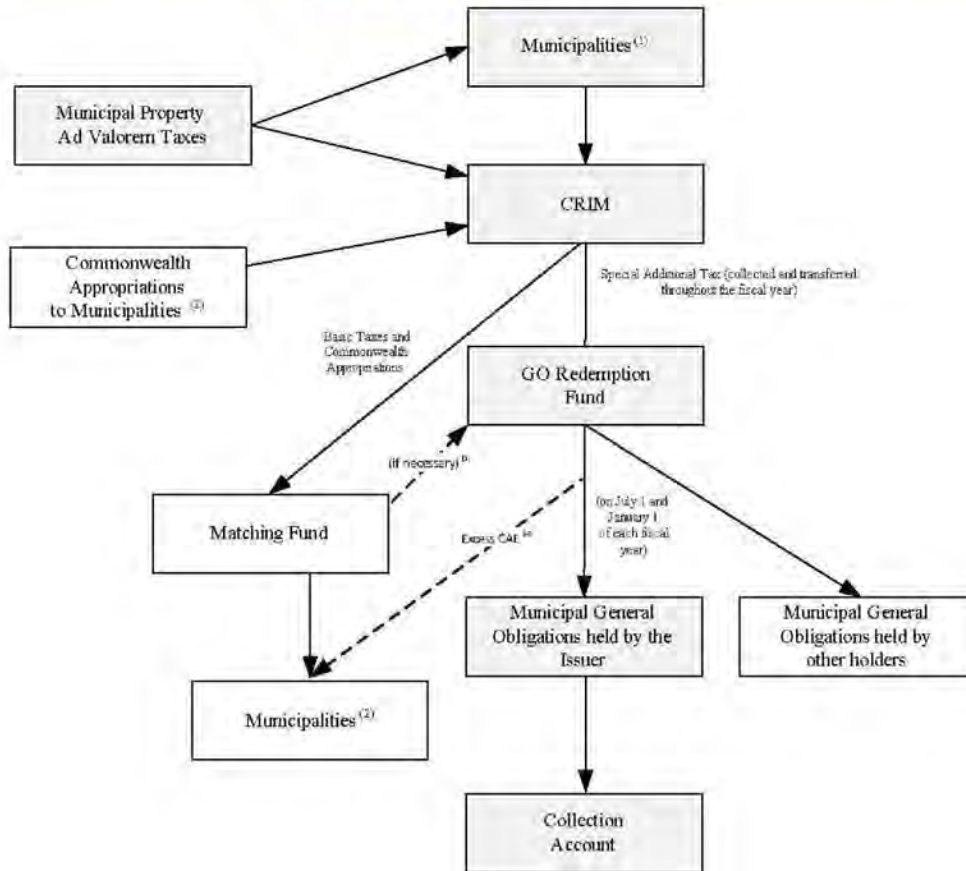 Municipalities (1)
Municipal Property
Ad Valorem Taxes
CRIM
Commonwealth
Appropriations
to Municipalities (2)
Special Additional Tax (collected and transferred
throughout the fiscal year)
Basic Taxes and
Commonwealth
Appropriations
GO Redemption
Fund
(if necessary)
(on July 1 and
January 1
of each fiscal
year)
Matching Fund
Excess CAE
Municipal General
Obligations held by the
Issuer
Municipal General
Obligations held by
other holders
Municipalities (2)
Collection
Account